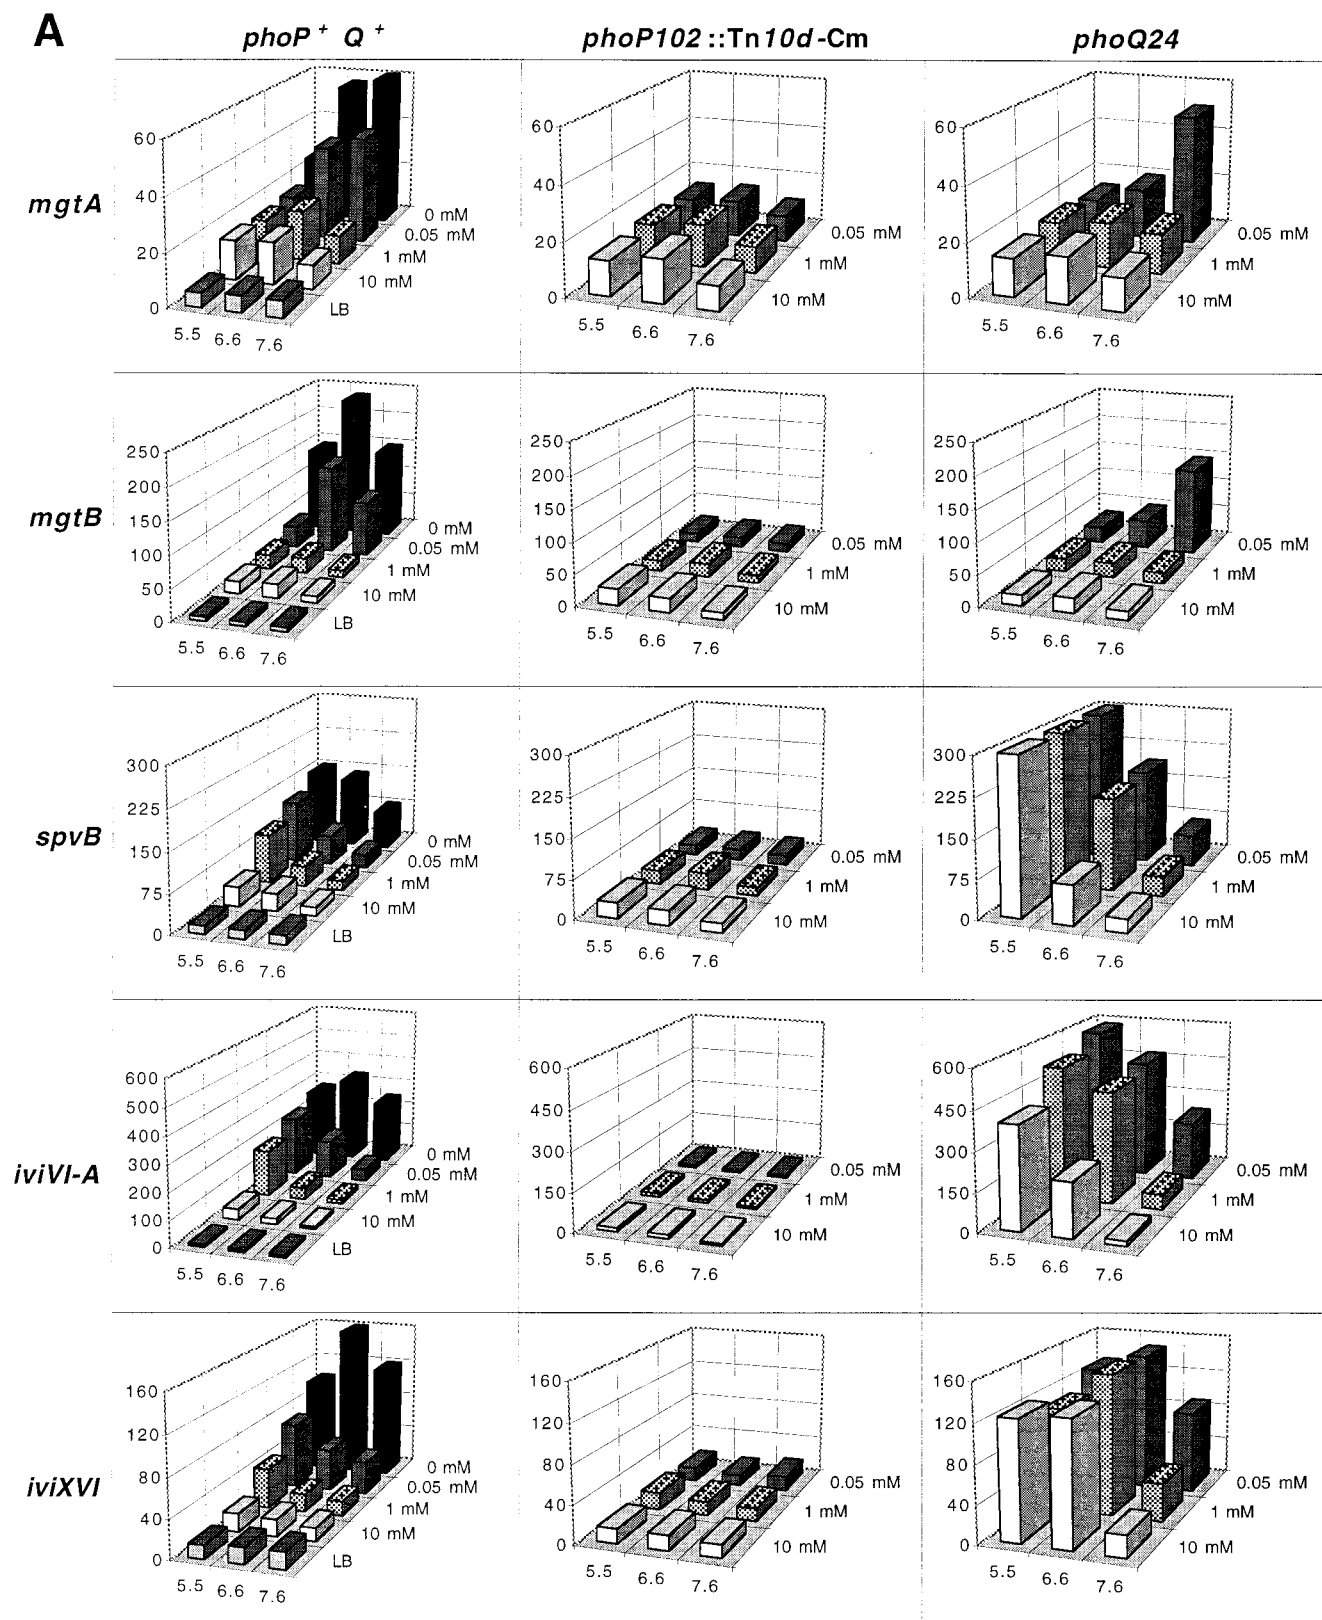 A
phoP + Q +
phoP102::Tn10d-Cm
phoQ24
mgtA
60
40
20
0
5.5 6.6 7.6
0 mM
0.05 mM
1 mM
10 mM
LB
60
40
20
0
5.5 6.6 7.6
0.05 mM
1 mM
10 mM
60
40
20
0
5.5 6.6 7.6
0.05 mM
1 mM
10 mM
mgtB
250
200
150
100
50
0
5.5 6.6 7.6
0 mM
0.05 mM
1 mM
10 mM
LB
250
200
150
100
50
0
5.5 6.6 7.6
0.05 mM
1 mM
10 mM
250
200
150
100
50
0
5.5 6.6 7.6
0.05 mM
1 mM
10 mM
spvB
300
225
150
75
0
5.5 6.6 7.6
0 mM
0.05 mM
1 mM
10 mM
LB
300
225
150
75
0
5.5 6.6 7.6
0.05 mM
1 mM
10 mM
300
225
150
75
0
5.5 6.6 7.6
0.05 mM
1 mM
10 mM
iviVI-A
600
500
400
300
200
100
0
5.5 6.6 7.6
0 mM
0.05 mM
1 mM
10 mM
LB
600
450
300
150
0
5.5 6.6 7.6
0.05 mM
1 mM
10 mM
600
450
300
150
0
5.5 6.6 7.6
0.05 mM
1 mM
10 mM
iviXVI
160
120
80
40
0
5.5 6.6 7.6
0 mM
0.05 mM
1 mM
10 mM
LB
160
120
80
40
0
5.5 6.6 7.6
0.05 mM
1 mM
10 mM
160
120
80
40
0
5.5 6.6 7.6
0.05 mM
1 mM
10 mM